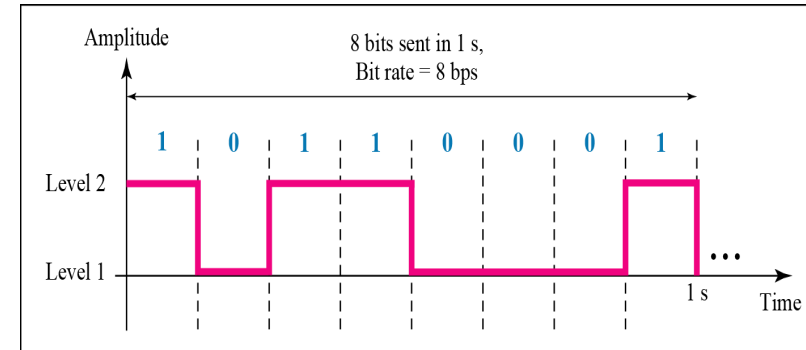 Amplitude
8 bits sent in 1 s,
Bit rate = 8 bps
1 0 1 1 0 0 0 1
Level 2
Level 1
...
1 s
Time